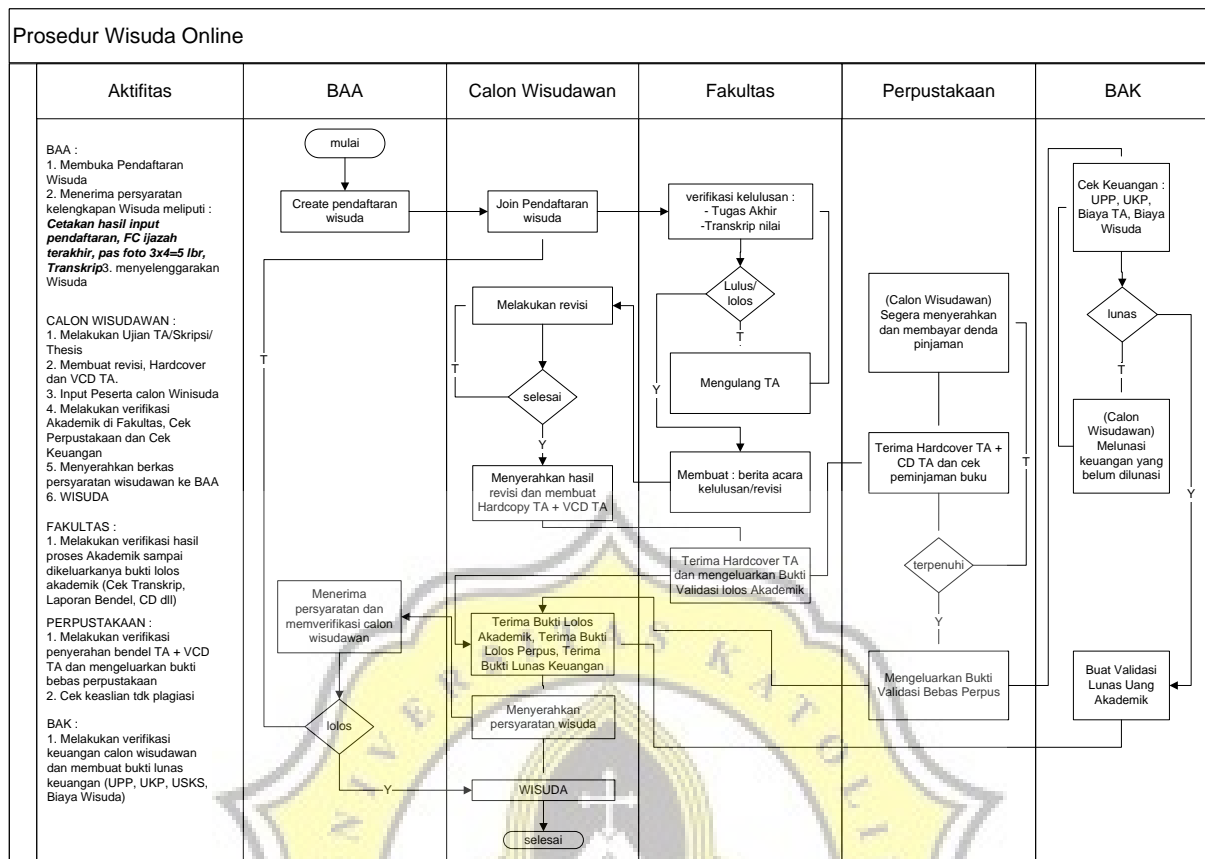 Prosedur Wisuda Online
Aktifitas
BAA
Calon Wisudawan
Fakultas
Perpustakaan
BAK
BAA :
1. Membuka Pendaftaran
Wisuda
2. Menerima persyaratan
kelengkapan Wisuda meliputi :
Cetakan hasil input
pendaftaran, FC ijazah
terakhir, pas foto 3x4=5 lbr,
Transkrip3. menyelenggarakan
Wisuda
CALON WISUDAWAN :
1. Melakukan Ujian TA/Skripsi/
Thesis
2. Membuat revisi, Hardcover
dan VCD TA.
3. Input Peserta calon Winisuda
4. Melakukan verifikasi
Akademik di Fakultas, Cek
Perpustakaan dan Cek
Keuangan
5. Menyerahkan berkas
persyaratan wisudawan ke BAA
6. WISUDA
FAKULTAS :
1. Melakukan verifikasi hasil
proses Akademik sampai
dikeluarkanya bukti lolos
akademik (Cek Transkrip,
Laporan Bendel, CD dll)
PERPUSTAKAAN :
1. Melakukan verifikasi
penyerahan bendel TA + VCD
TA dan mengeluarkan bukti
bebas perpustakaan
2. Cek keaslian tdk plagiasi
BAK :
1. Melakukan verifikasi
keuangan calon wisudawan
dan membuat bukti lunas
keuangan (UPP, UKP, USKS,
Biaya Wisuda)
mulai
Create pendaftaran
wisuda
T
Menerima
persyaratan dan
memverifikasi calon
wisudawan
lolos
Y
Join Pendaftaran
wisuda
Melakukan revisi
T
selesai
Y
Menyerahkan hasil
revisi dan membuat
Hardcopy TA + VCD TA
Terima Bukti Lolos
Akademik, Terima Bukti
Lolos Perpus, Terima
Bukti Lunas Keuangan
Menyerahkan
persyaratan wisuda
WISUDA
selesai
verifikasi kelulusan :
- Tugas Akhir
-Transkrip nilai
Lulus/
lolos
T
Y
Mengulang TA
Membuat : berita acara
kelulusan/revisi
Terima Hardcover TA
dan mengeluarkan Bukti
Validasi lolos Akademik
(Calon Wisudawan)
Segera menyerahkan
dan membayar denda
pinjaman
Terima Hardcover TA +
CD TA dan cek
peminjaman buku
T
terpenuhi
Y
Mengeluarkan Bukti
Validasi Bebas Perpus
Cek Keuangan :
UPP, UKP,
Biaya TA, Biaya
Wisuda
lunas
T
(Calon
Wisudawan)
Melunasi
keuangan yang
belum dilunasi
Y
Buat Validasi
Lunas Uang
Akademik
UNIVERSITAS KATOLI